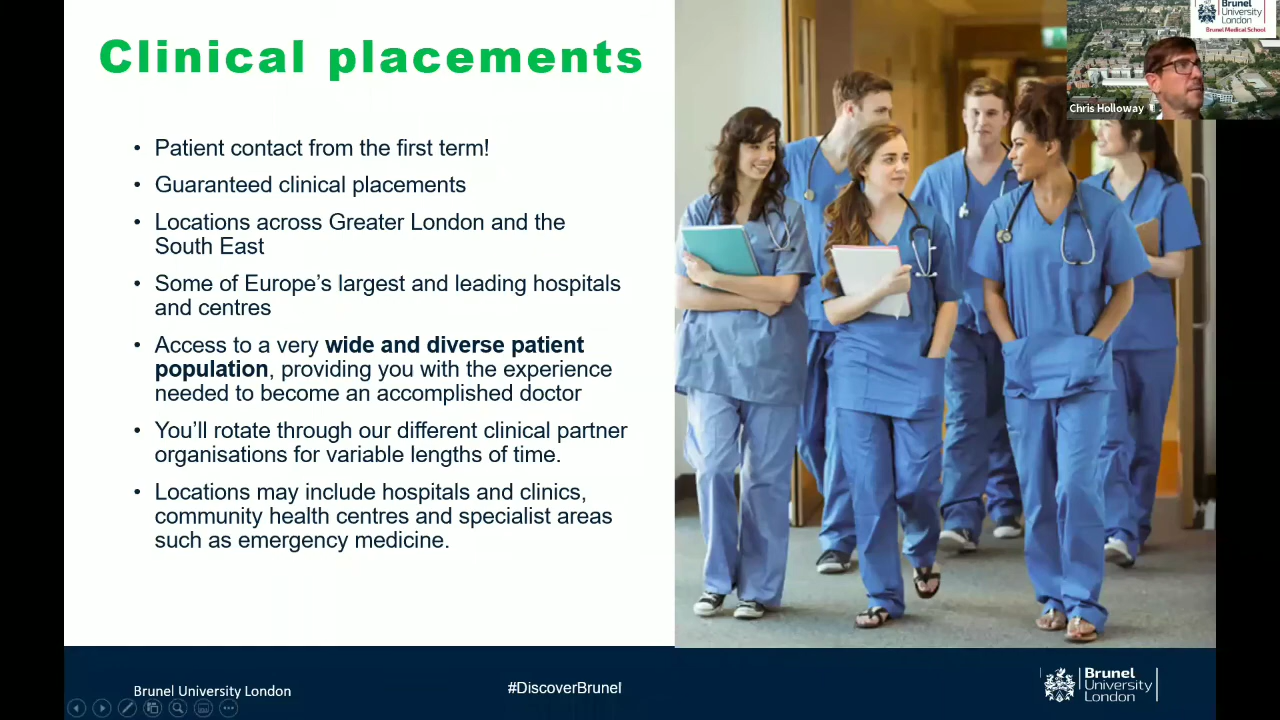 Clinical placements
• Patient contact from the first term!
• Guaranteed clinical placements
• Locations across Greater London and the
South East
• Some of Europe’s largest and leading hospitals
and centres
• Access to a very wide and diverse patient
population, providing you with the experience
needed to become an accomplished doctor
• You’ll rotate through our different clinical partner
organisations for variable lengths of time.
• Locations may include hospitals and clinics,
community health centres and specialist areas
such as emergency medicine.
Brunel
University
London
Brunel Medical School
Chris Holloway
Brunel University London
#DiscoverBrunel
Brunel
University
London